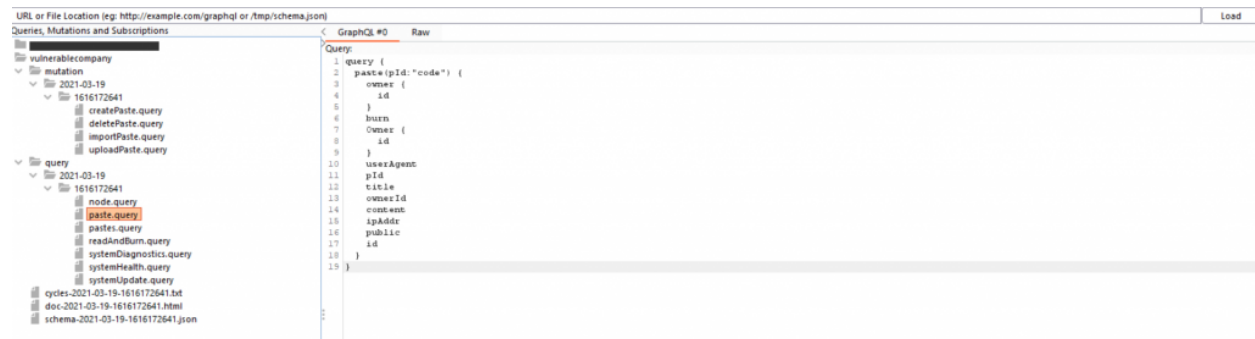 URL or File Location (eg: http://example.com/graphql or /tmp/schema.json)
Load
Queries, Mutations and Subscriptions
vulnerablecompany
mutation
2021-03-19
1616172641
createPaste.query
deletePaste.query
importPaste.query
uploadPaste.query
query
2021-03-19
1616172641
node.query
paste.query
pastes.query
readAndBurn.query
systemDiagnostics.query
systemHealth.query
systemUpdate.query
cycles-2021-03-19-1616172641.txt
doc-2021-03-19-1616172641.html
schema-2021-03-19-1616172641.json
GraphQL #0 Raw
Query:
1 query {
2 paste(pId:"code") {
3 owner {
4 id
5 }
6 burn
7 Owner {
8 id
9 }
10 userAgent
11 pId
12 title
13 ownerId
14 content
15 ipAddr
16 public
17 id
18 }
19 }